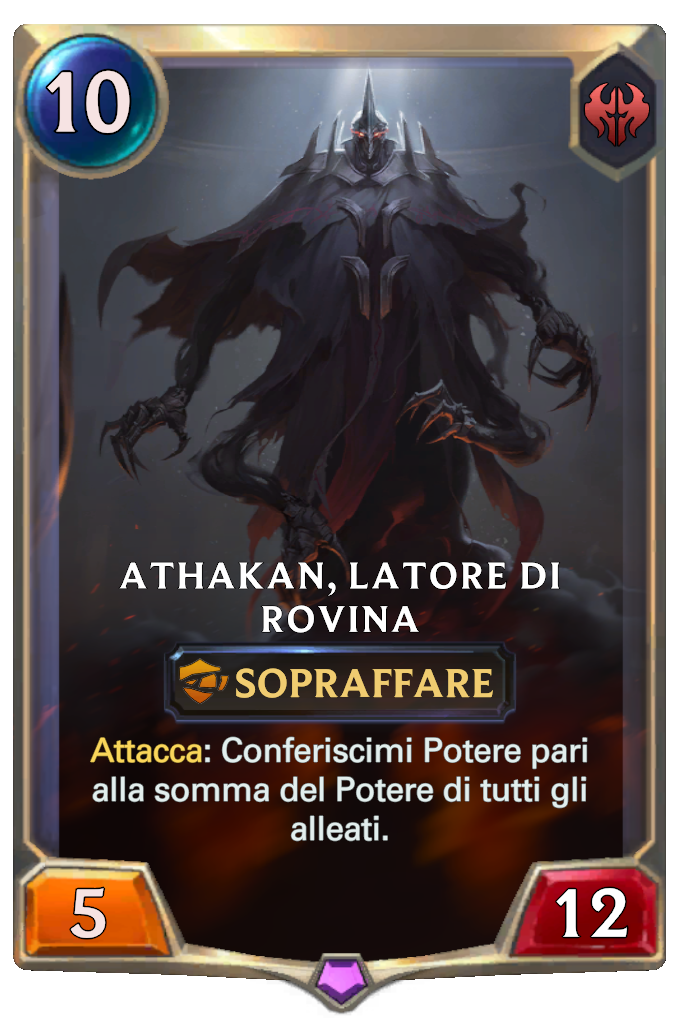 10
ATHAKAN, LATORE DI
ROVINA
SOPRAFFARE
Attacca: Conferiscimi Potere pari
alla somma del Potere di tutti gli
alleati.
5
12